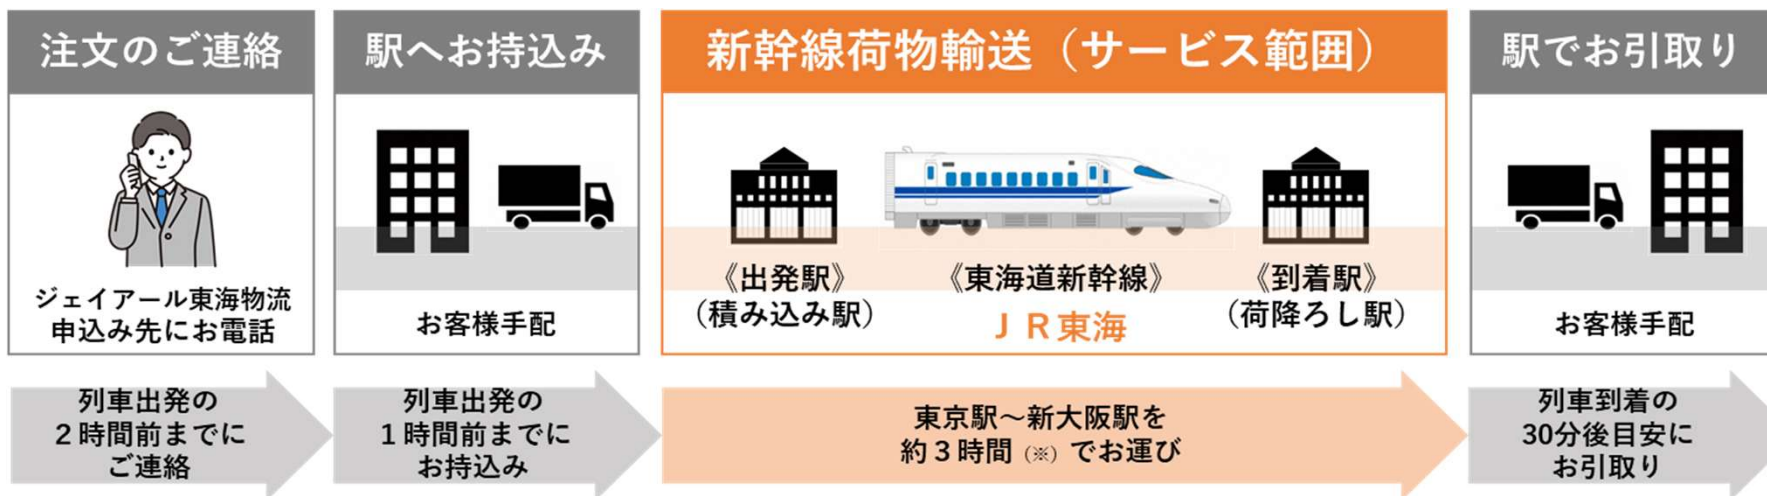 注文のご連絡
ジェイアール東海物流
申込み先にお電話
列車出発の
２時間前までに
ご連絡
駅へお持込み
お客様手配
列車出発の
１時間前までに
お持込み
新幹線荷物輸送（サービス範囲）
《出発駅》
（積み込み駅）
《東海道新幹線》
ＪＲ東海
《到着駅》
（荷降ろし駅）
東京駅～新大阪駅を
約３時間（※）でお運び
駅でお引取り
お客様手配
列車到着の
30分後目安に
お引取り